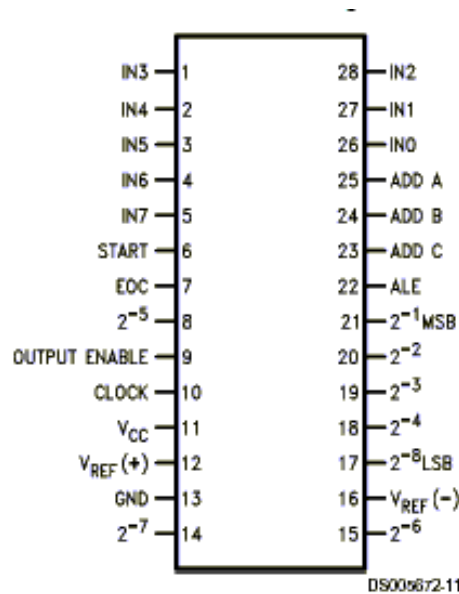 IN3 1 28 IN2
IN4 2 27 IN1
IN5 3 26 IN0
IN6 4 25 ADD A
IN7 5 24 ADD B
START 6 23 ADD C
EOC 7 22 ALE
2⁻⁵ 8 21 2⁻¹MSB
OUTPUT ENABLE 9 20 2⁻²
CLOCK 10 19 2⁻³
V_CC 11 18 2⁻⁴
V_REF(+) 12 17 2⁻⁸LSB
GND 13 16 V_REF(−)
2⁻⁷ 14 15 2⁻⁶
DS005672-11